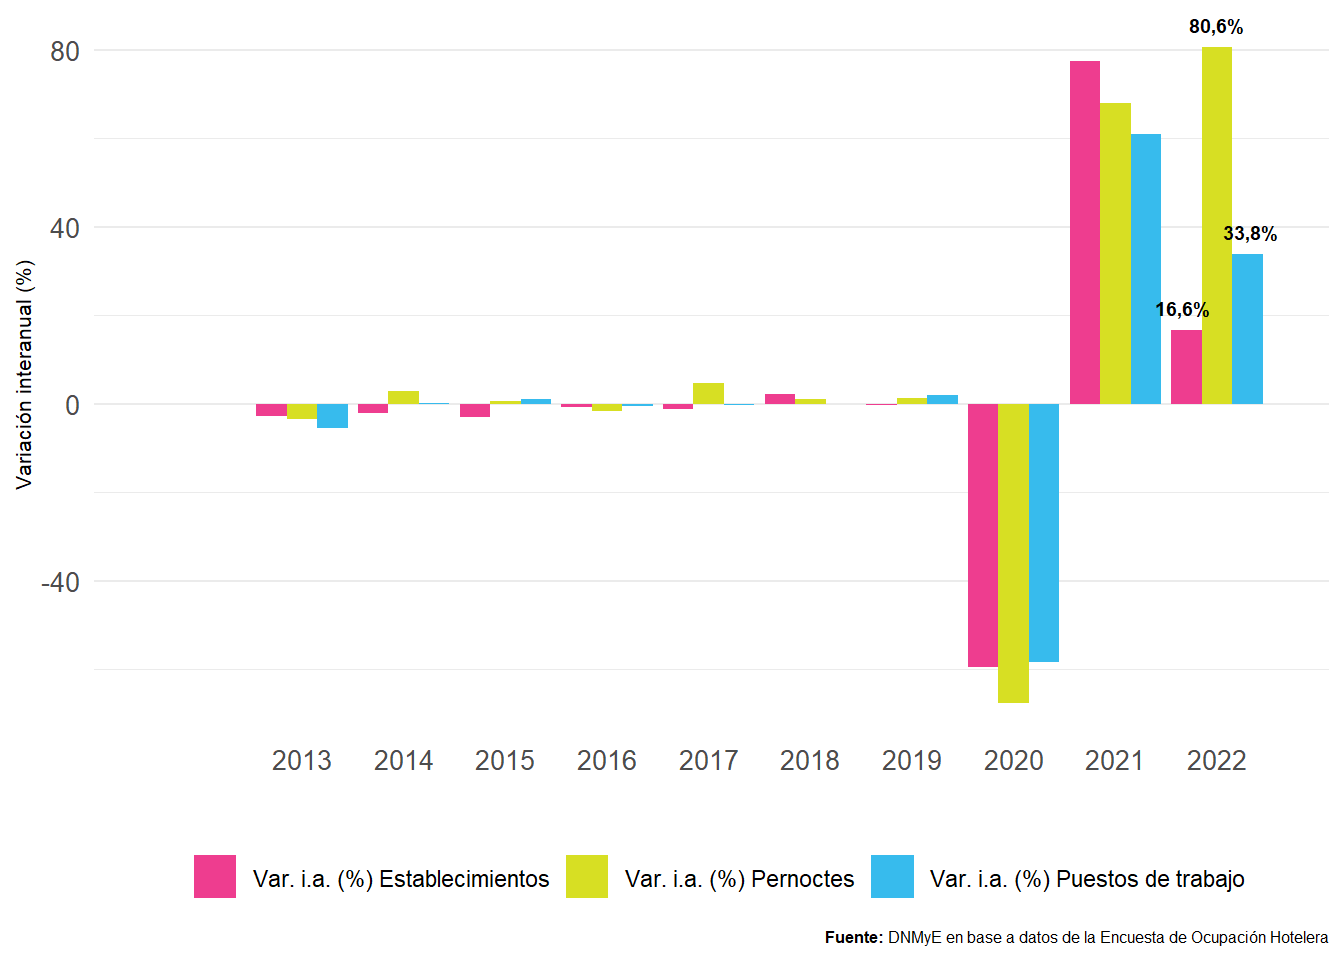 80,6%
80
33,8%
40
16,6%
Variación interanual (%)
0
-40
2013 2014 2015 2016 2017 2018 2019 2020 2021 2022
Var. i.a. (%) Establecimientos Var. i.a. (%) Pernoctes Var. i.a. (%) Puestos de trabajo
Fuente: DNMyE en base a datos de la Encuesta de Ocupación Hotelera